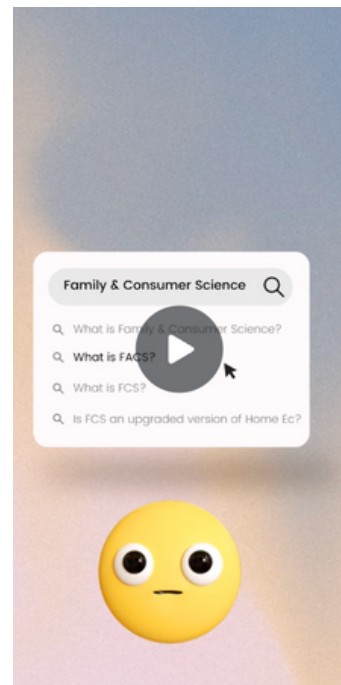 Family & Consumer Science
What is Family & Consumer Science?
What is FACS?
What is FCS?
Is FCS an upgraded version of Home Ec?